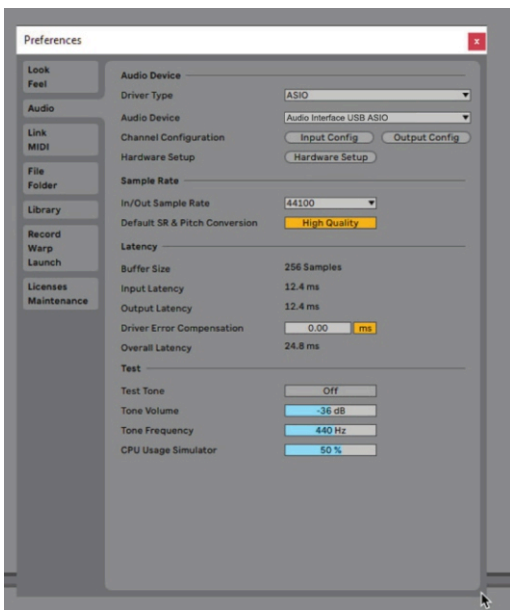 Preferences
x
Look
Feel
Audio
Link
MIDI
File
Folder
Library
Record
Warp
Launch
Licenses
Maintenance
Audio Device
Driver Type ASIO
Audio Device Audio Interface USB ASIO
Channel Configuration Input Config Output Config
Hardware Setup Hardware Setup
Sample Rate
In/Out Sample Rate 44100
Default SR & Pitch Conversion High Quality
Latency
Buffer Size 256 Samples
Input Latency 12.4 ms
Output Latency 12.4 ms
Driver Error Compensation 0.00 ms
Overall Latency 24.8 ms
Test
Test Tone Off
Tone Volume -36 dB
Tone Frequency 440 Hz
CPU Usage Simulator 50 %